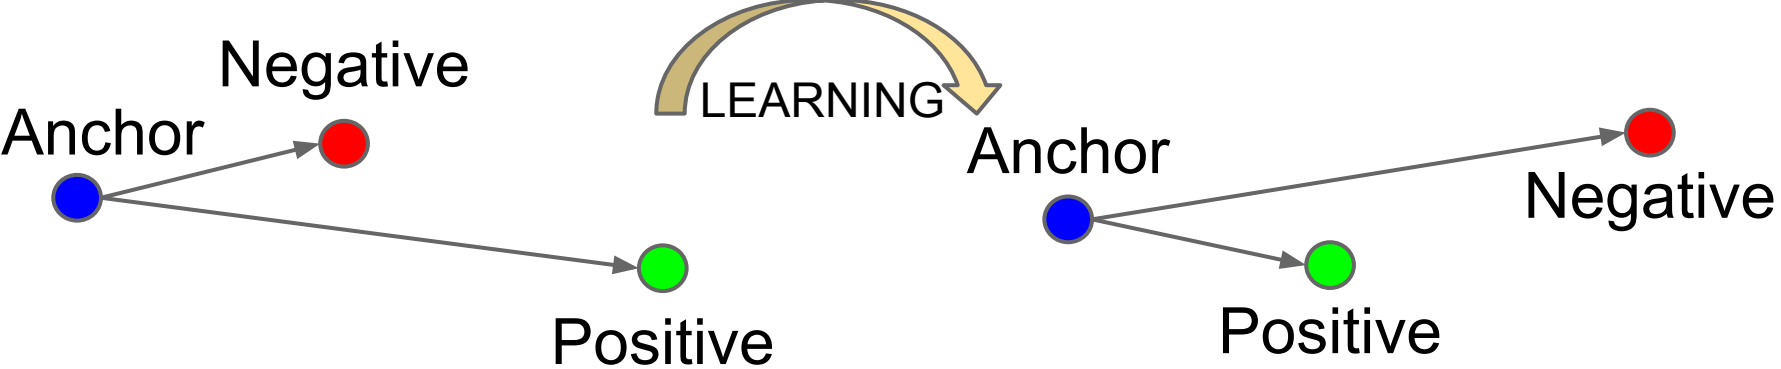 Negative
Anchor
Positive
LEARNING
Anchor
Negative
Positive